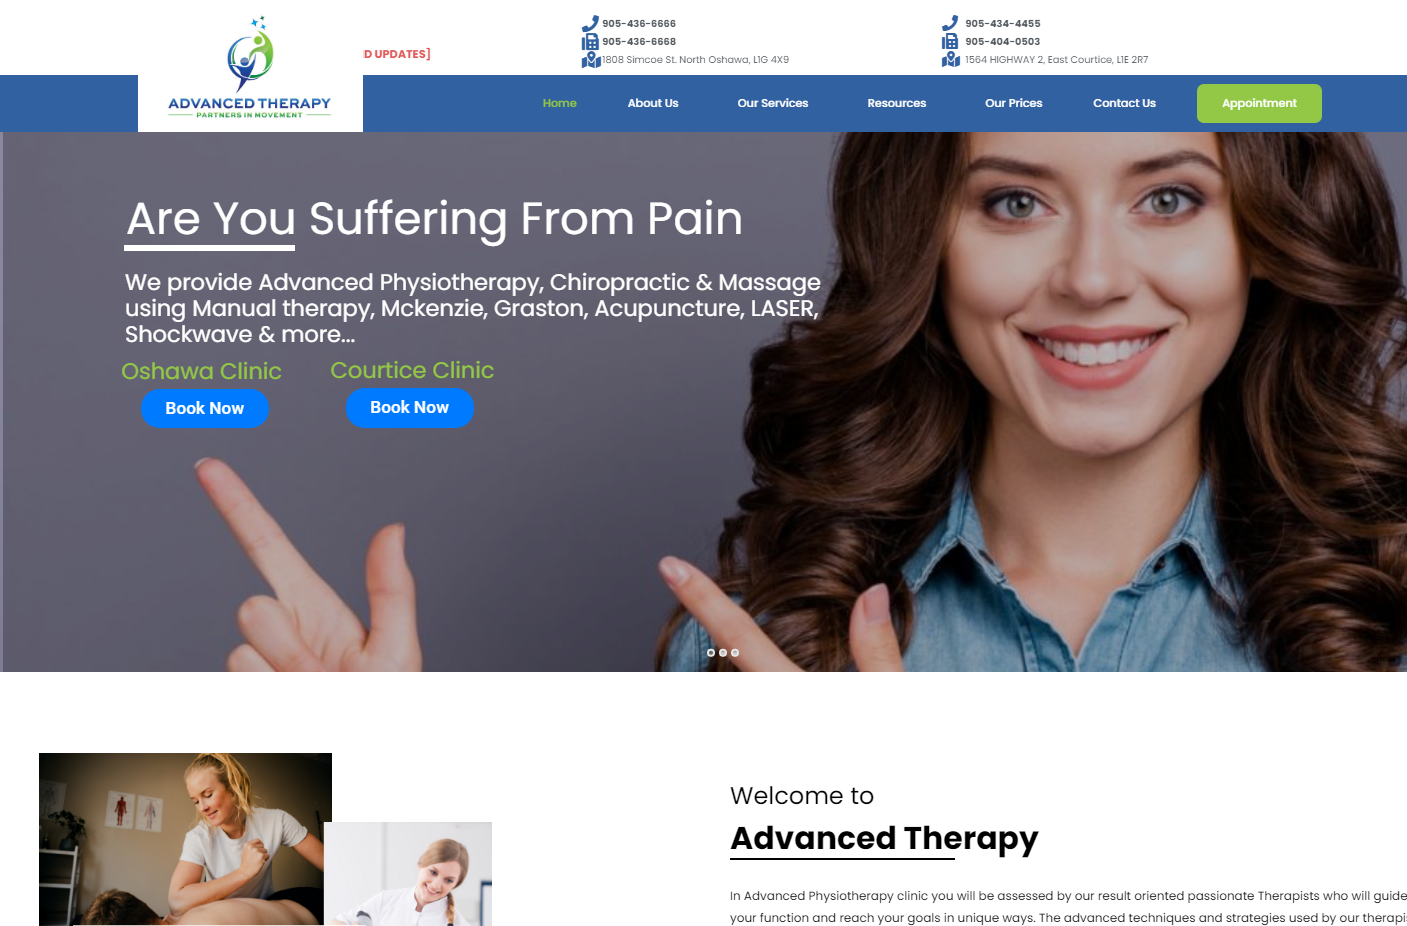 D UPDATES]
905-436-6666
905-436-6668
1808 Simcoe St. North Oshawa, L1G 4X9
905-434-4455
905-404-0503
1564 HIGHWAY 2, East Courtice, L1E 2R7
ADVANCED THERAPY
PARTNERS IN MOVEMENT
Home
About Us
Our Services
Resources
Our Prices
Contact Us
Appointment
Are You Suffering From Pain
We provide Advanced Physiotherapy, Chiropractic & Massage
using Manual therapy, Mckenzie, Graston, Acupuncture, LASER,
Shockwave & more...
Oshawa Clinic
Courtice Clinic
Book Now
Book Now
Welcome to
Advanced Therapy
In Advanced Physiotherapy clinic you will be assessed by our result oriented passionate Therapists who will guide
your function and reach your goals in unique ways. The advanced techniques and strategies used by our therapi